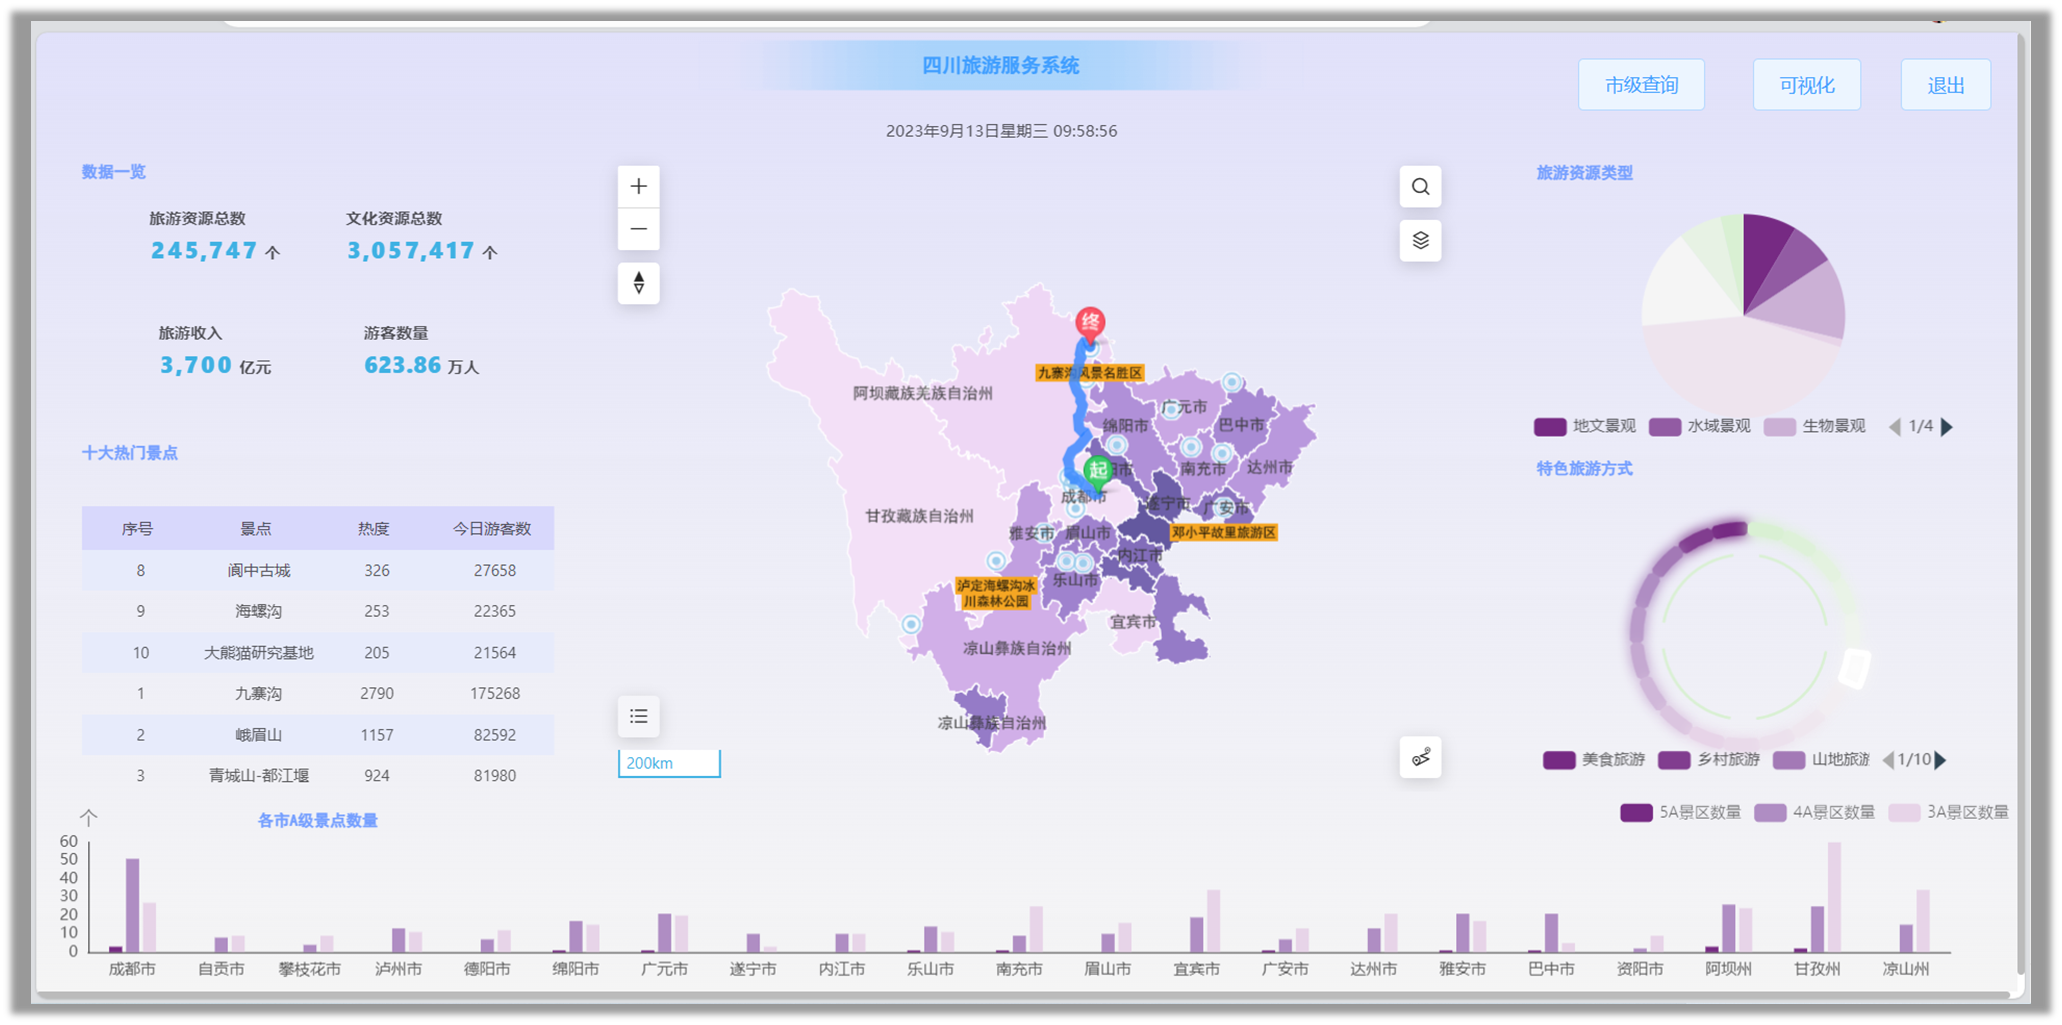 四川旅游服务系统
市级查询
可视化
退出
2023年9月13日星期三 09:58:56
数据一览
旅游资源总数
245,747 个
文化资源总数
3,057,417 个
旅游收入
3,700 亿元
游客数量
623.86 万人
十大热门景点
序号 景点 热度 今日游客数
8 阆中古城 326 27658
9 海螺沟 253 22365
10 大熊猫研究基地 205 21564
1 九寨沟 2790 175268
2 峨眉山 1157 82592
3 青城山-都江堰 924 81980
终
九寨沟风景名胜区
阿坝藏族羌族自治州
广元市
绵阳市
巴中市
起
阳市
南充市
达州市
成都市
遂宁市
广安市
甘孜藏族自治州
雅安市
眉山市
邓小平故里旅游区
内江市
乐山市
泸定海螺沟冰
川森林公园
宜宾市
凉山彝族自治州
凉山彝族自治州
200km
旅游资源类型
地文景观 水域景观 生物景观 1/4
特色旅游方式
美食旅游 乡村旅游 山地旅游 1/10
各市A级景点数量
5A景区数量 4A景区数量 3A景区数量
个
60
50
40
30
20
10
0
成都市 自贡市 攀枝花市 泸州市 德阳市 绵阳市 广元市 遂宁市 内江市 乐山市 南充市 眉山市 宜宾市 广安市 达州市 雅安市 巴中市 资阳市 阿坝州 甘孜州 凉山州